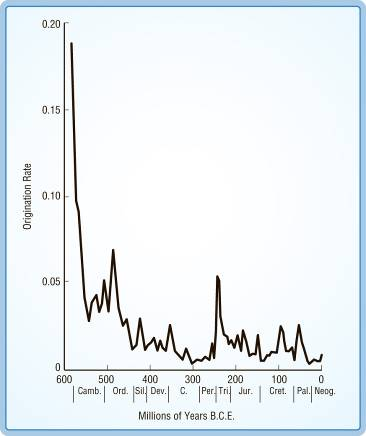 0.20
0.15
0.10
0.05
0
Origination Rate
600 500 400 300 200 100 0
Camb. Ord. Sil. Dev. C. Per. Tri. Jur. Cret. Pal. Neog.
Millions of Years B.C.E.